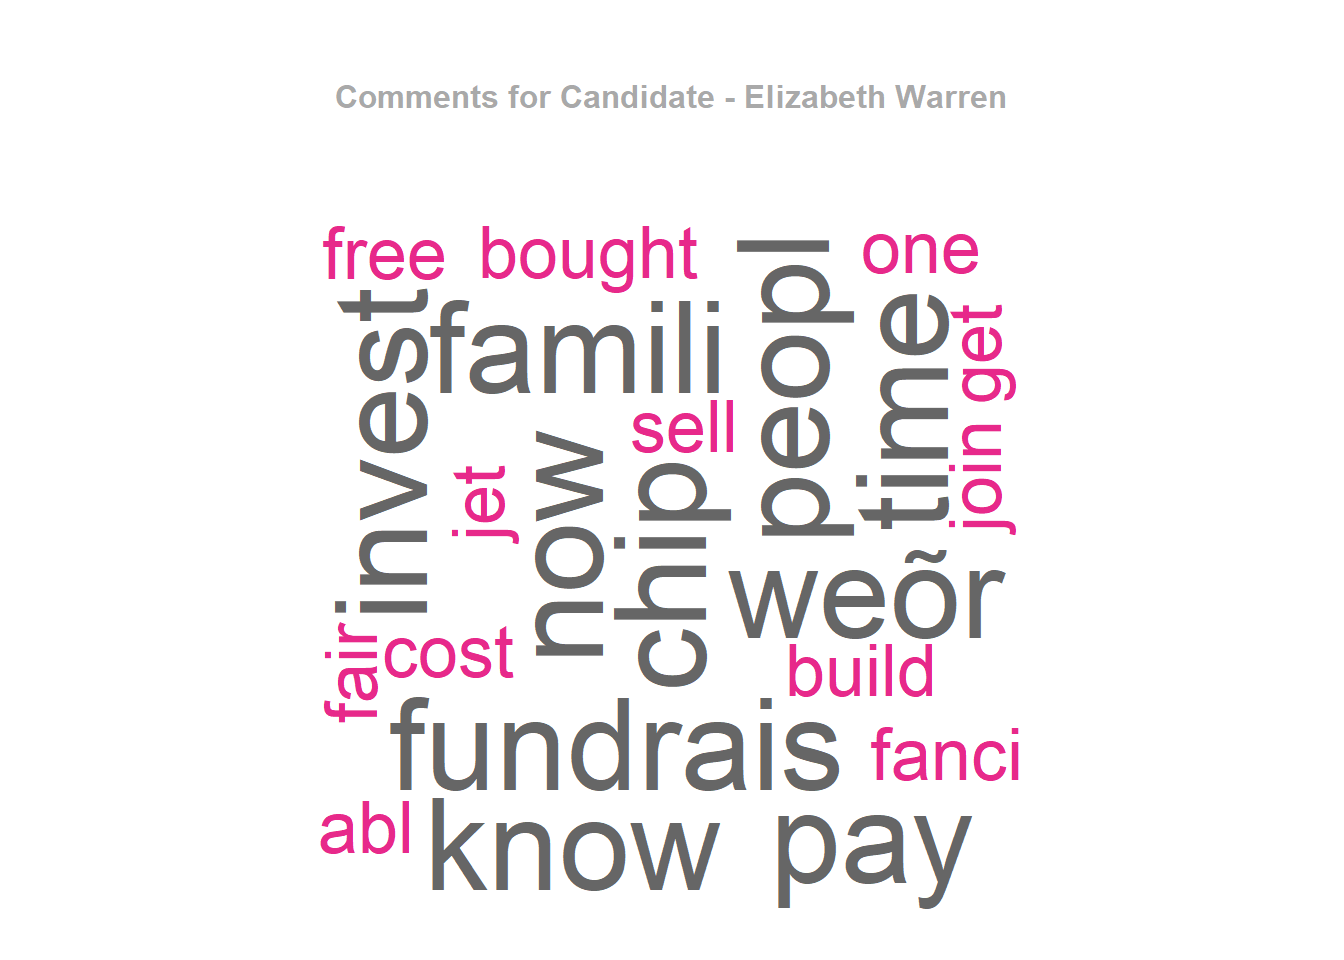 Comments for Candidate - Elizabeth Warren
free
bought
peopl
one
invest
famili
time
get
sell
join
jet
now
chip
weõr
fair
cost
build
fundrais
fanci
abl
know
pay